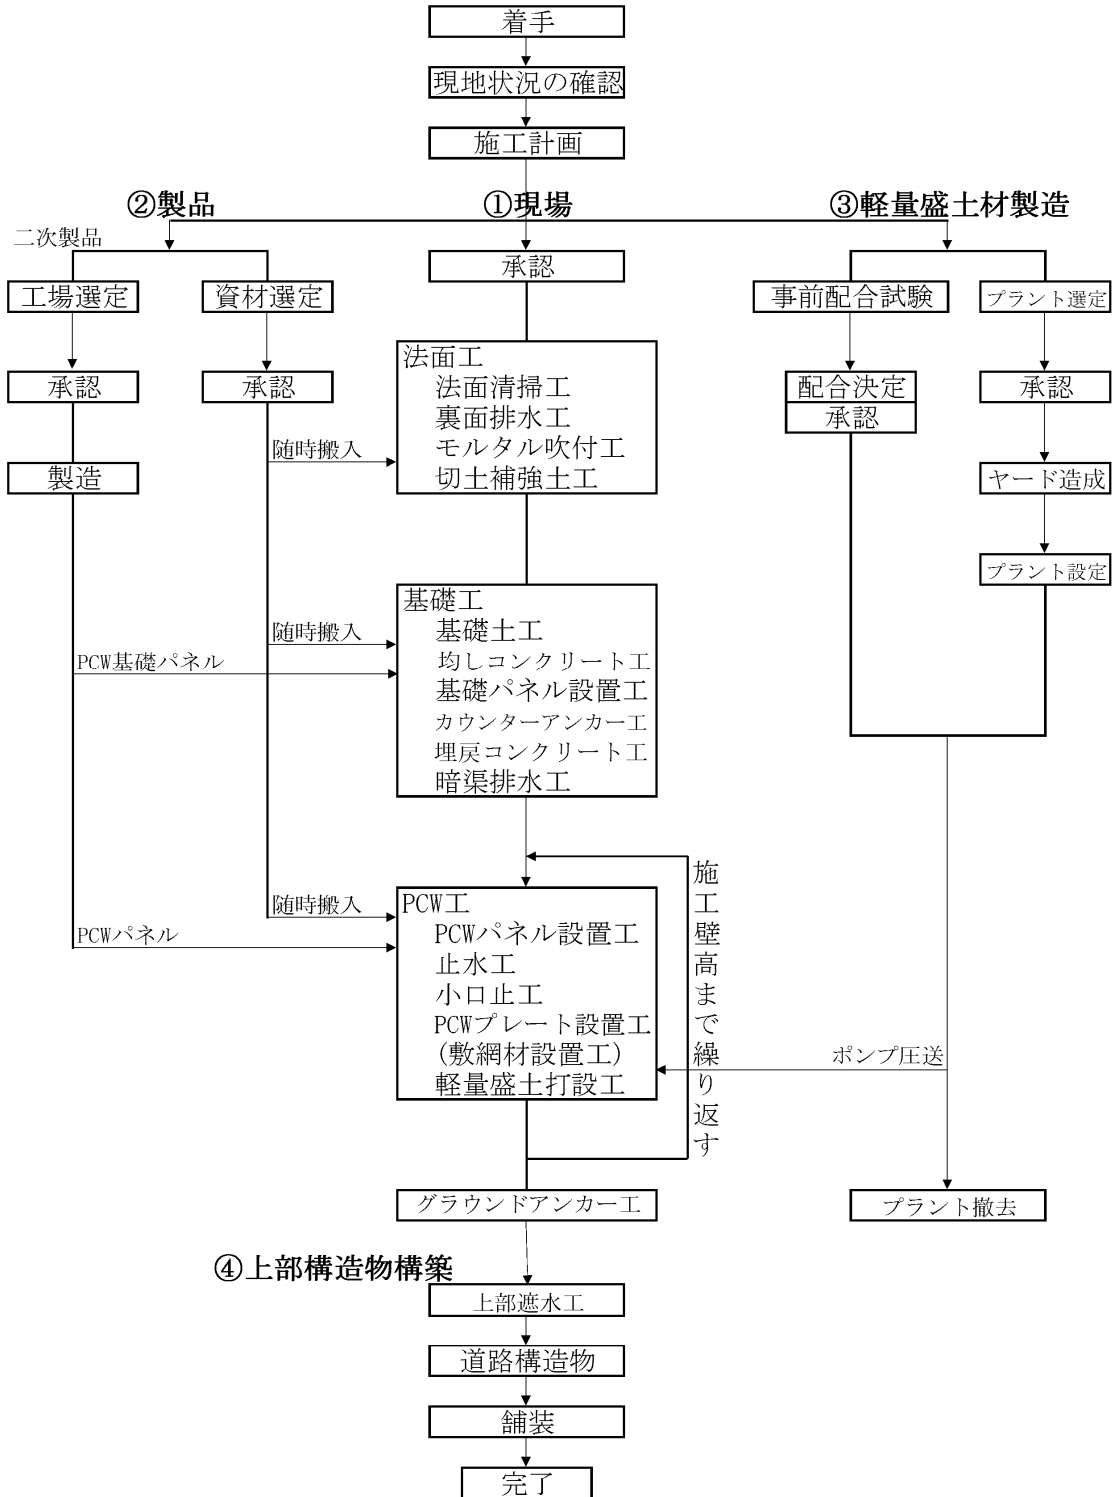 着手
現地状況の確認
施工計画
②製品
①現場
③軽量盛土材製造
二次製品
承認
工場選定
資材選定
事前配合試験
プラント選定
法面工
法面清掃工
裏面排水工
モルタル吹付工
切土補強土工
承認
承認
配合決定
承認
承認
随時搬入
製造
ヤード造成
プラント設定
基礎工
基礎土工
均しコンクリート工
基礎パネル設置工
カウンターアンカー工
埋戻コンクリート工
暗渠排水工
随時搬入
PCW基礎パネル
施工壁高まで繰り返す
PCW工
PCWパネル設置工
止水工
小口止工
PCWプレート設置工
(敷網材設置工)
軽量盛土打設工
随時搬入
PCWパネル
ポンプ圧送
グラウンドアンカー工
プラント撤去
④上部構造物構築
上部遮水工
道路構造物
舗装
完了